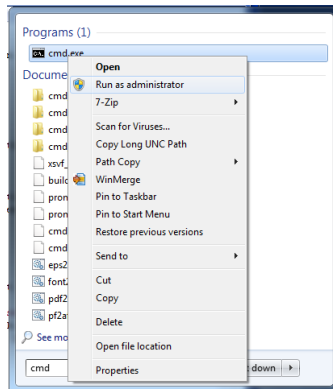 Programs (1)
cmd.exe
Open
Docume
Run as administrator
cmd
7-Zip
cmd
cmd
Scan for Viruses...
cmd
Copy Long UNC Path
xsvf_
Path Copy
build
WinMerge
pron
Pin to Taskbar
pron
Pin to Start Menu
cmd
Restore previous versions
cmd
eps2
Send to
font2
Cut
pdf2
Copy
pf2a
Delete
See mo
Open file location
cmd
down
Properties